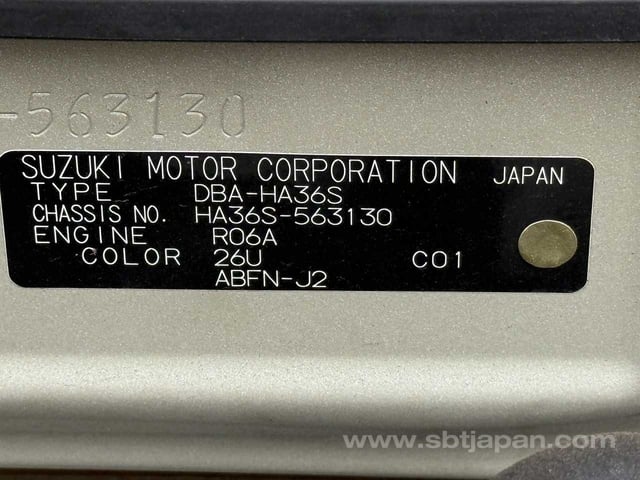 -563130
SUZUKI MOTOR CORPORATION JAPAN
TYPE DBA-HA36S
CHASSIS NO. HA36S-563130
ENGINE R06A
COLOR 26U C01
ABFN-J2
www.sbtjapan.com